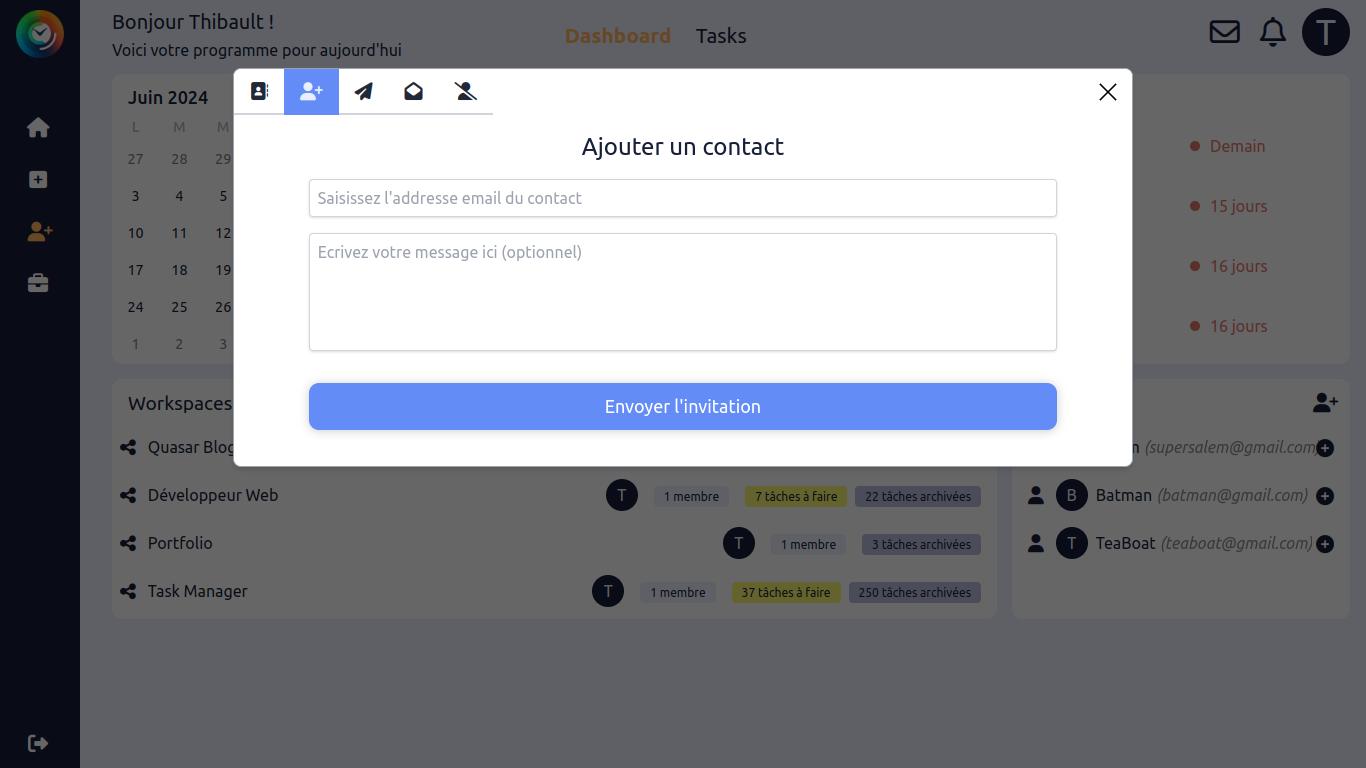 Bonjour Thibault !
Voici votre programme pour aujourd'hui
Dashboard Tasks
T
Juin 2024
L M M
27 28 29
3 4 5
10 11 12
17 18 19
24 25 26
1 2 3
Demain
15 jours
16 jours
16 jours
Ajouter un contact
Saisissez l'addresse email du contact
Ecrivez votre message ici (optionnel)
Envoyer l'invitation
Workspaces
Quasar Blog
Développeur Web T 1 membre 7 tâches à faire 22 tâches archivées
Portfolio T 1 membre 3 tâches archivées
Task Manager T 1 membre 37 tâches à faire 250 tâches archivées
(supersalem@gmail.com)
B Batman (batman@gmail.com)
T TeaBoat (teaboat@gmail.com)